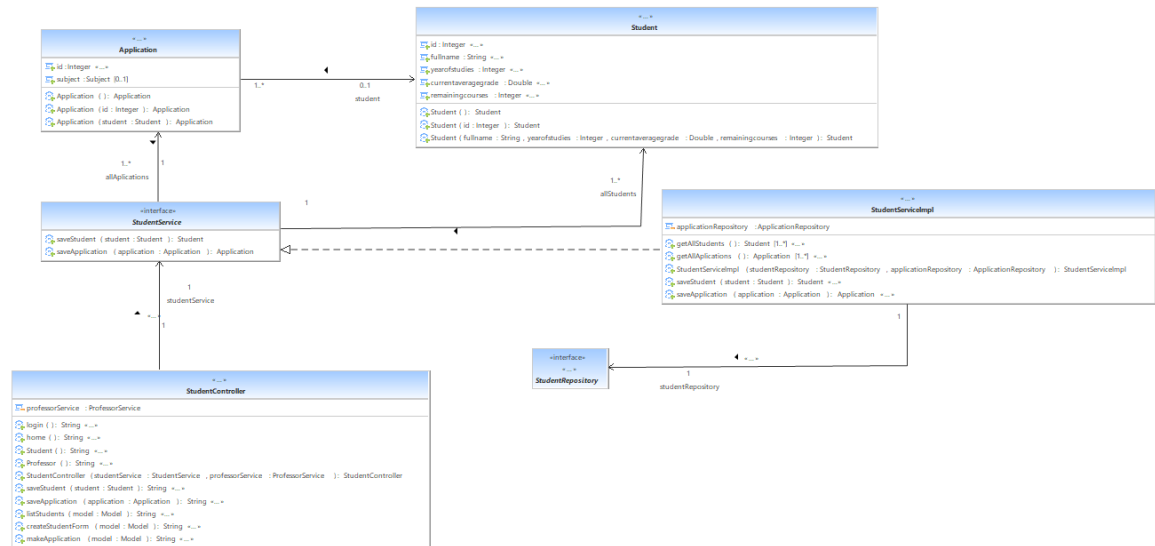 «...»
Application
id : Integer «...»
subject : Subject [0..1]
Application ( ): Application
Application (id : Integer ): Application
Application (student : Student ): Application
1..*
0..1
student
«...»
Student
id : Integer «...»
fullname : String «...»
yearofstudies : Integer «...»
currentaveragegrade : Double «...»
remainingcourses : Integer «...»
Student ( ): Student
Student (id : Integer ): Student
Student (fullname : String , yearofstudies : Integer , currentaveragegrade : Double , remainingcourses : Integer ): Student
1..*
1
allAplications
1
1..*
allStudents
«interface»
StudentService
saveStudent (student : Student ): Student
saveApplication (application : Application ): Application
«...»
StudentServiceImpl
applicationRepository : ApplicationRepository
getAllStudents ( ): Student [1..*] «...»
getAllAplications ( ): Application [1..*] «...»
StudentServiceImpl (studentRepository : StudentRepository , applicationRepository : ApplicationRepository ): StudentServiceImpl
saveStudent (student : Student ): Student «...»
saveApplication (application : Application ): Application «...»
1
studentService
«...»
1
1
«...»
1
studentRepository
«interface»
«...»
StudentRepository
«...»
StudentController
professorService : ProfessorService
login ( ): String «...»
home ( ): String «...»
Student ( ): String «...»
Professor ( ): String «...»
StudentController (studentService : StudentService , professorService : ProfessorService ): StudentController
saveStudent (student : Student ): String «...»
saveApplication (application : Application ): String «...»
listStudents (model : Model ): String «...»
createStudentForm (model : Model ): String «...»
makeApplication (model : Model ): String «...»